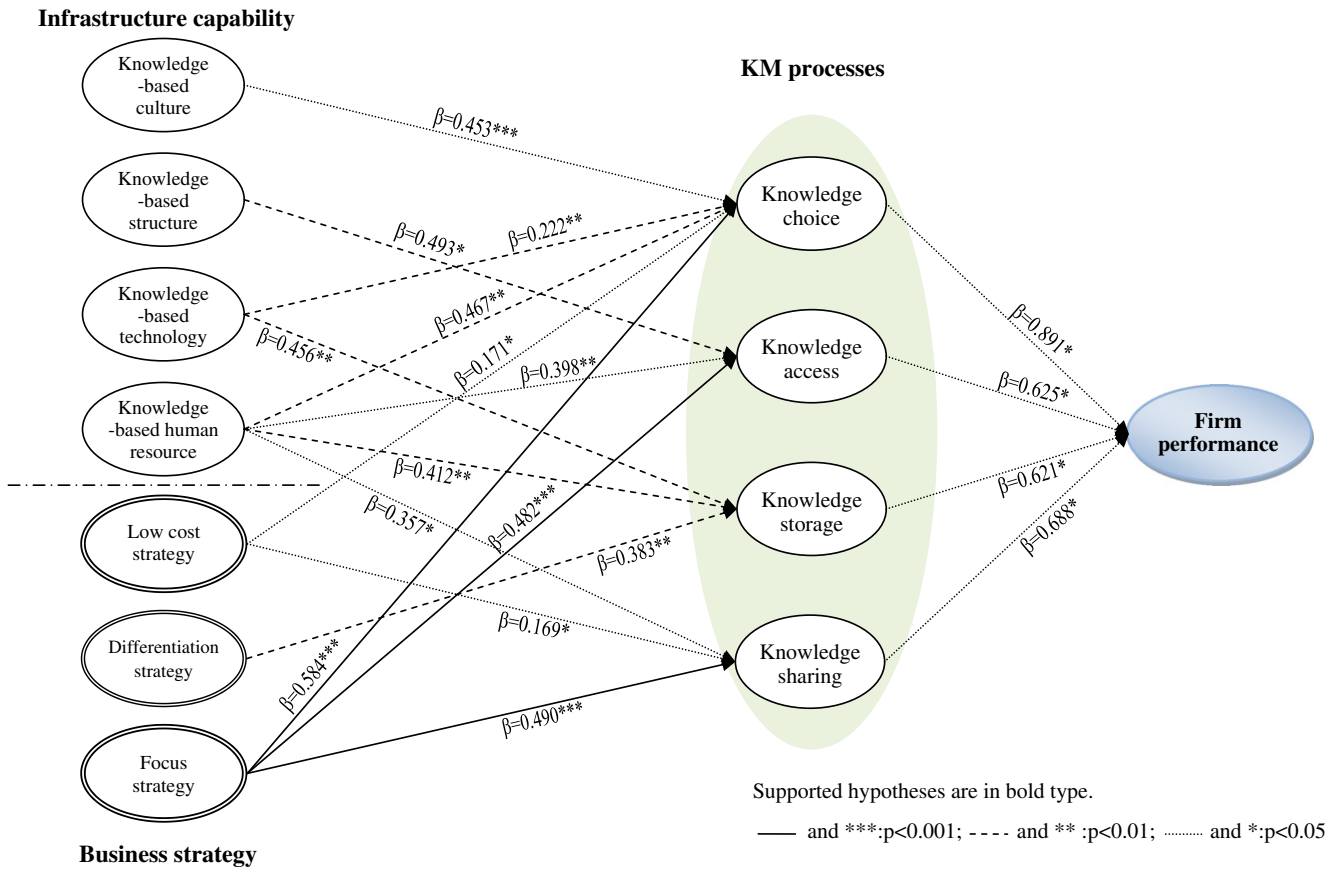 Infrastructure capability
Knowledge
-based
culture
Knowledge
-based
structure
Knowledge
-based
technology
Knowledge
-based human
resource
Low cost
strategy
Differentiation
strategy
Focus
strategy
Business strategy
β=0.453***
β=0.493*
β=0.222**
β=0.467**
β=0.456**
β=0.171*
β=0.398**
β=0.412**
β=0.357*
β=0.482***
β=0.383**
β=0.169*
β=0.584***
β=0.490***
KM processes
Knowledge
choice
Knowledge
access
Knowledge
storage
Knowledge
sharing
β=0.891*
β=0.625*
β=0.621*
β=0.688*
Firm
performance
Supported hypotheses are in bold type.
and ***:p<0.001; and ** :p<0.01; and *:p<0.05